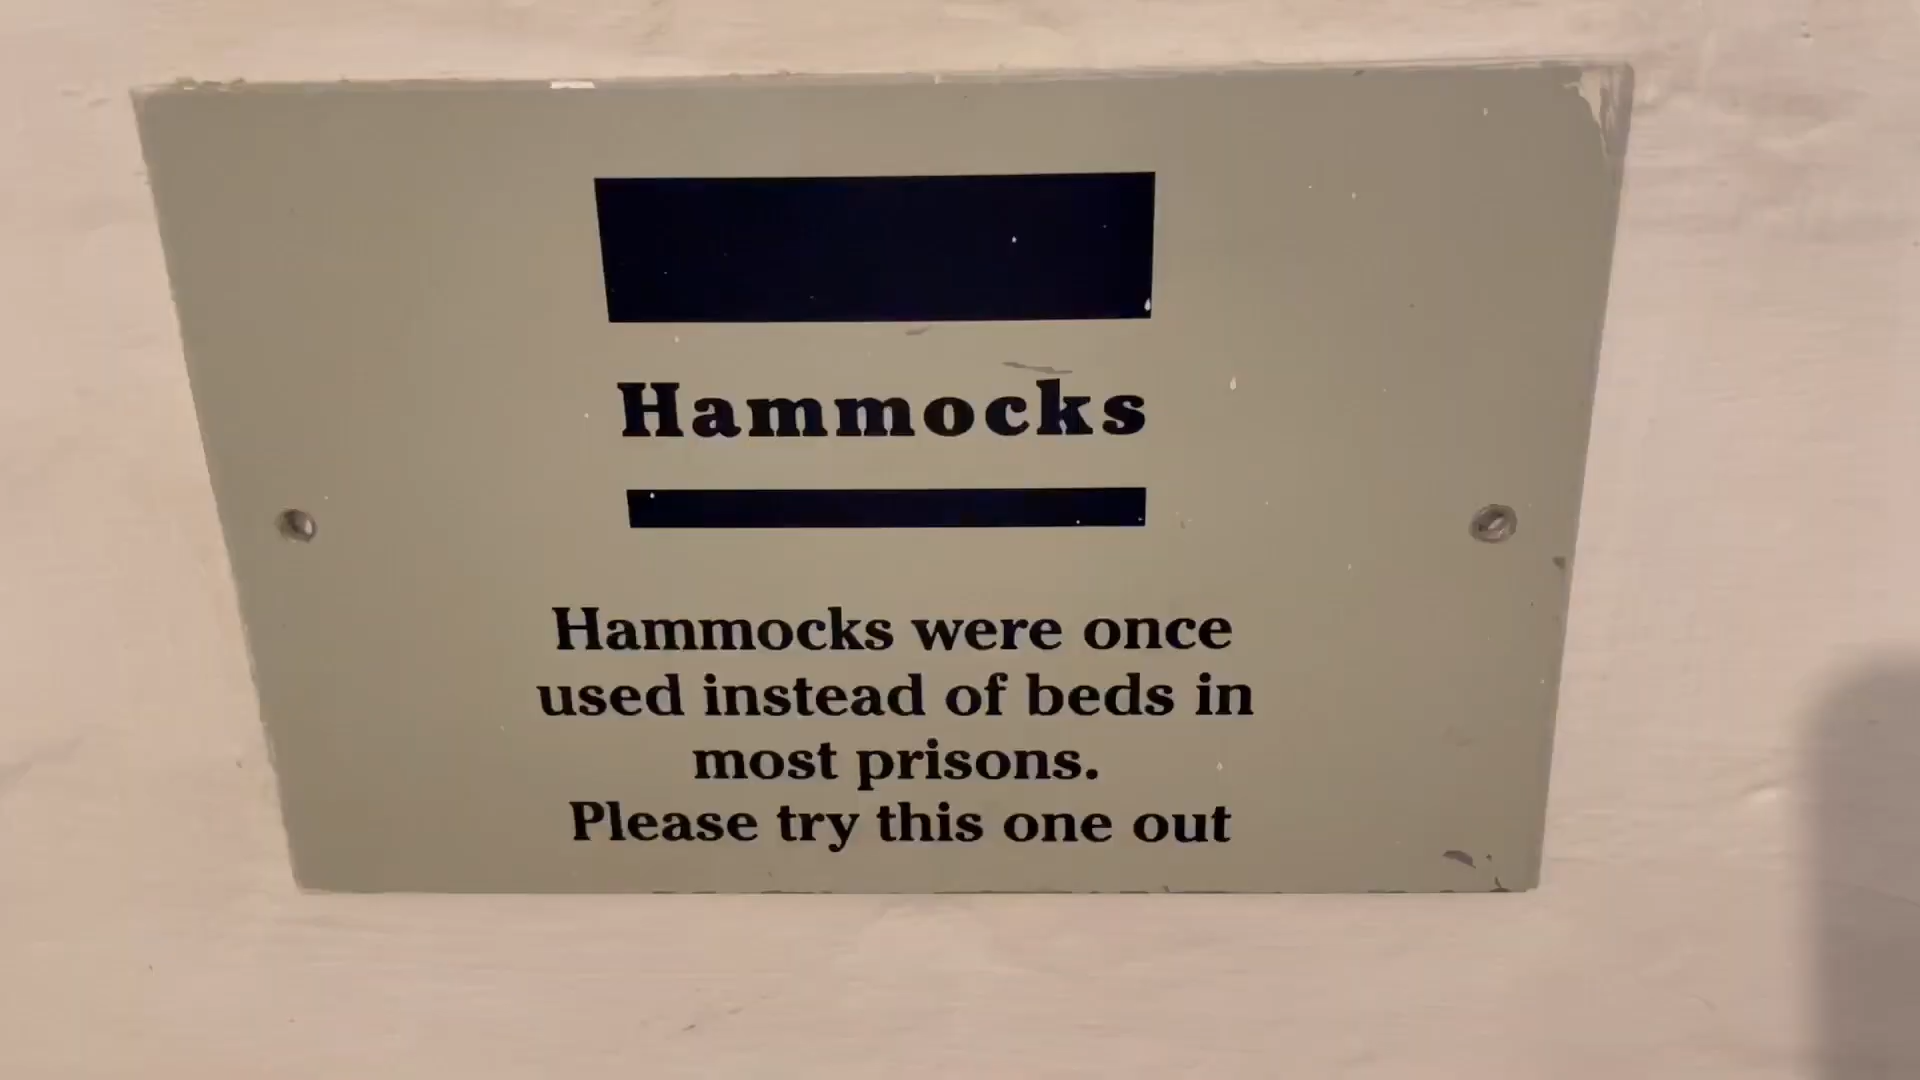 Hammocks
Hammocks were once
used instead of beds in
most prisons.
Please try this one out